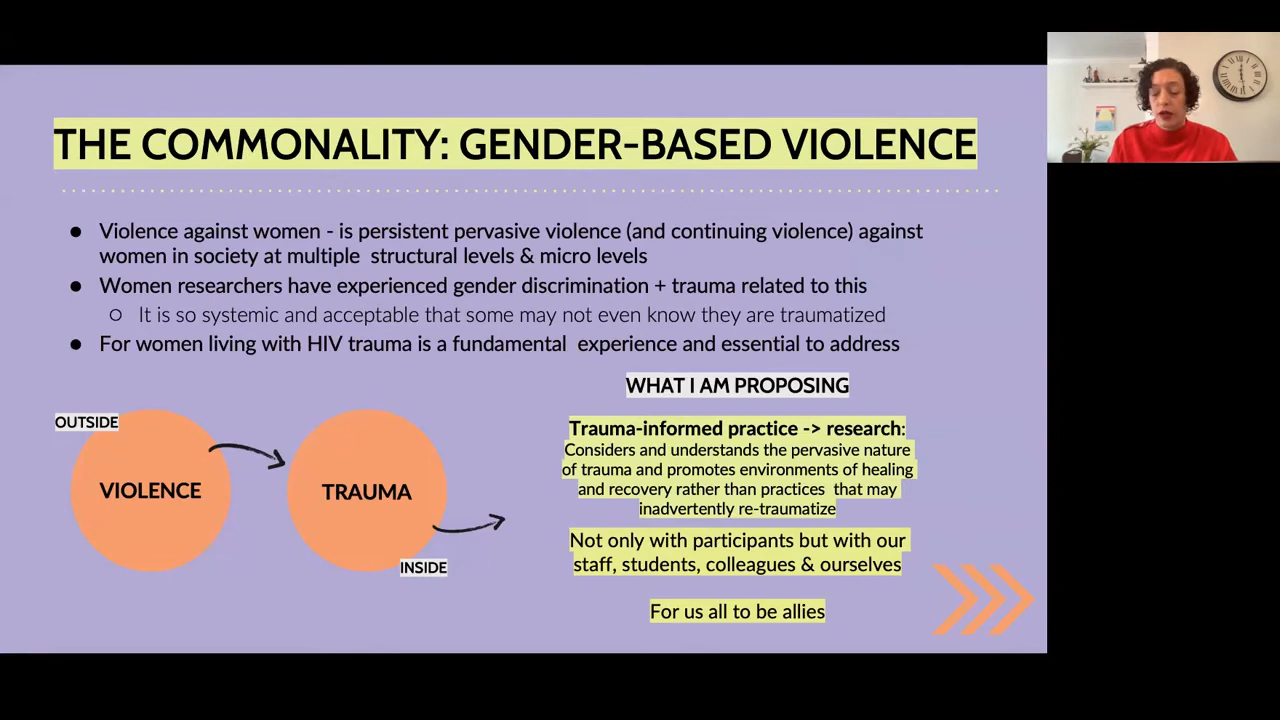 THE COMMONALITY: GENDER-BASED VIOLENCE
● Violence against women - is persistent pervasive violence (and continuing violence) against
women in society at multiple structural levels & micro levels
● Women researchers have experienced gender discrimination + trauma related to this
○ It is so systemic and acceptable that some may not even know they are traumatized
● For women living with HIV trauma is a fundamental experience and essential to address
OUTSIDE
VIOLENCE
TRAUMA
INSIDE
WHAT I AM PROPOSING
Trauma-informed practice -> research:
Considers and understands the pervasive nature
of trauma and promotes environments of healing
and recovery rather than practices that may
inadvertently re-traumatize
Not only with participants but with our
staff, students, colleagues & ourselves
For us all to be allies